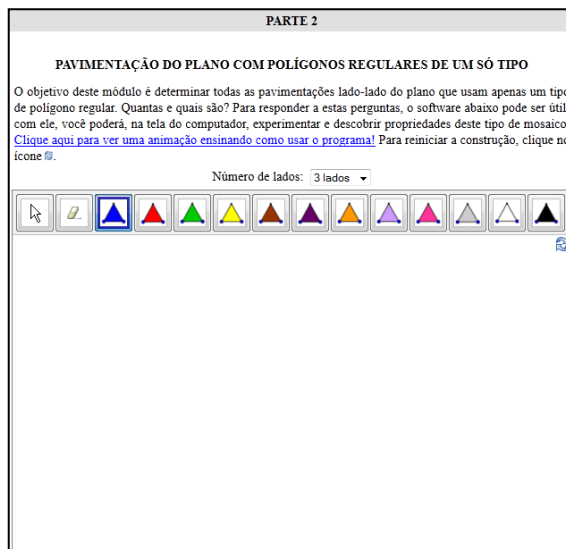 PARTE 2
PAVIMENTAÇÃO DO PLANO COM POLÍGONOS REGULARES DE UM SÓ TIPO
O objetivo deste módulo é determinar todas as pavimentações lado-lado do plano que usam apenas um tipo
de polígono regular. Quantas e quais são? Para responder a estas perguntas, o software abaixo pode ser útil
com ele, você poderá, na tela do computador, experimentar e descobrir propriedades deste tipo de mosaico
Clique aqui para ver uma animação ensinando como usar o programa! Para reiniciar a construção, clique no
ícone .
Número de lados: 3 lados